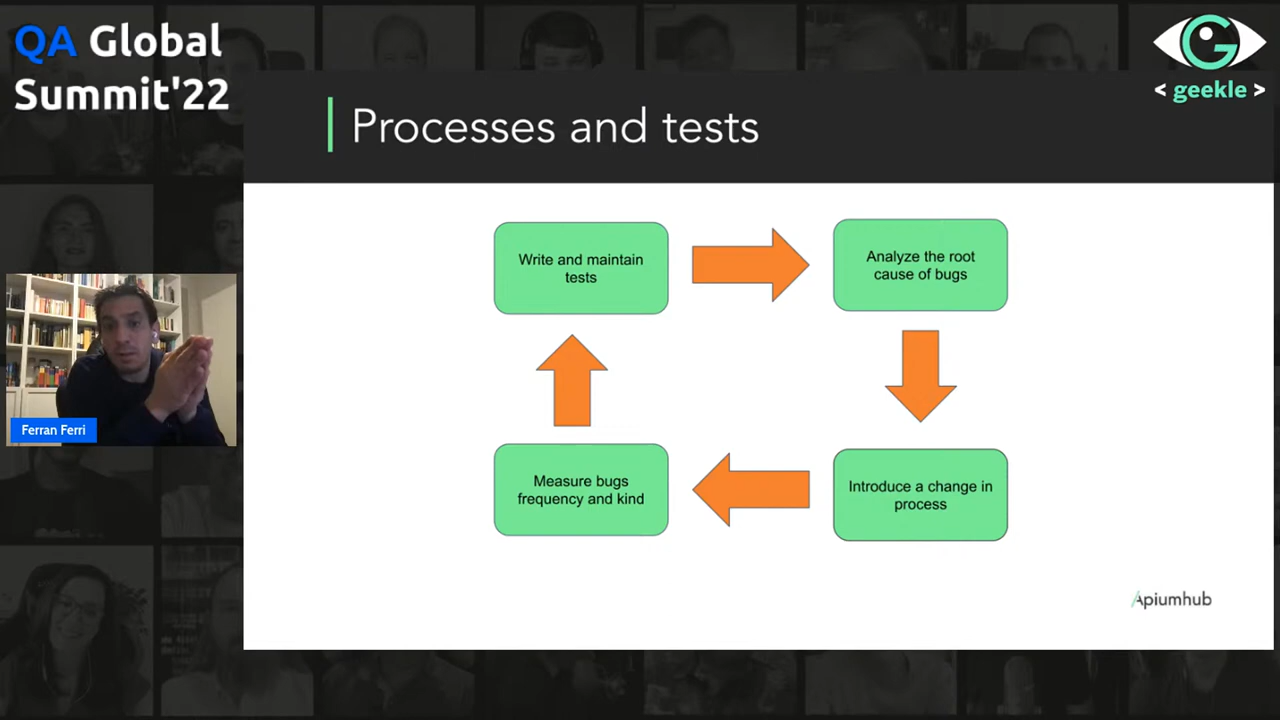 QA Global
Summit'22
< geekle >
Processes and tests
Write and maintain
tests
Analyze the root
cause of bugs
Measure bugs
frequency and kind
Introduce a change in
process
Ferran Ferri
Apiumhub